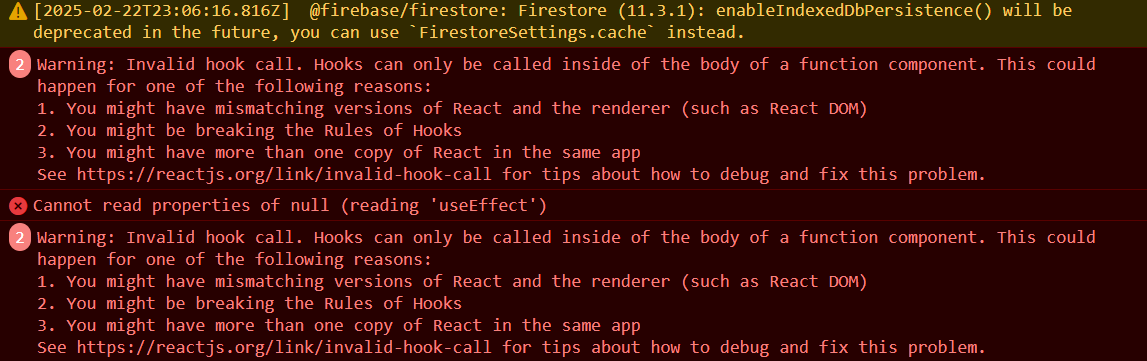 [2025-02-22T23:06:16.816Z]  @firebase/firestore: Firestore (11.3.1): enableIndexedDbPersistence() will be
deprecated in the future, you can use `FirestoreSettings.cache` instead.
2 Warning: Invalid hook call. Hooks can only be called inside of the body of a function component. This could
happen for one of the following reasons:
1. You might have mismatching versions of React and the renderer (such as React DOM)
2. You might be breaking the Rules of Hooks
3. You might have more than one copy of React in the same app
See https://reactjs.org/link/invalid-hook-call for tips about how to debug and fix this problem.
Cannot read properties of null (reading 'useEffect')
2 Warning: Invalid hook call. Hooks can only be called inside of the body of a function component. This could
happen for one of the following reasons:
1. You might have mismatching versions of React and the renderer (such as React DOM)
2. You might be breaking the Rules of Hooks
3. You might have more than one copy of React in the same app
See https://reactjs.org/link/invalid-hook-call for tips about how to debug and fix this problem.